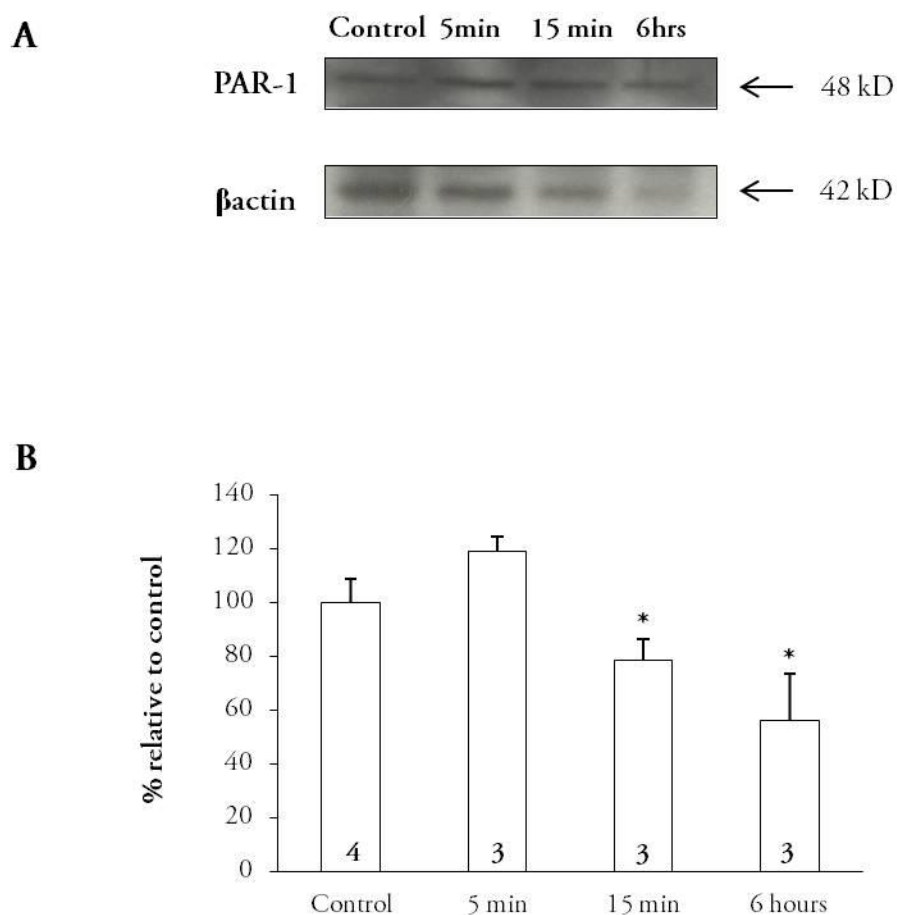 A
Control 5min 15 min 6hrs
PAR-1 ← 48 kD
βactin ← 42 kD
B
% relative to control
140
120
100
80
60
40
20
0
* *
4 3 3 3
Control 5 min 15 min 6 hours